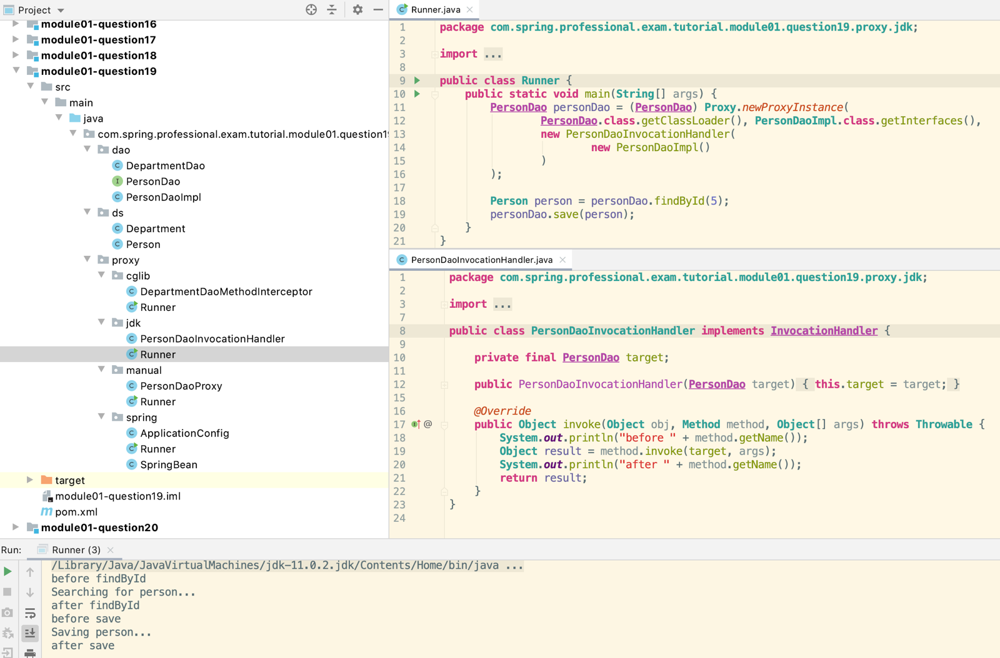 Project
module01-question16
module01-question17
module01-question18
module01-question19
src
main
java
com.spring.professional.exam.tutorial.module01.question19
dao
DepartmentDao
PersonDao
PersonDaoImpl
ds
Department
Person
proxy
cglib
DepartmentDaoMethodInterceptor
Runner
jdk
PersonDaoInvocationHandler
Runner
manual
PersonDaoProxy
Runner
spring
ApplicationConfig
Runner
SpringBean
target
module01-question19.iml
pom.xml
module01-question20
Runner.java
1 package com.spring.professional.exam.tutorial.module01.question19.proxy.jdk;
2
3 import ...
8
9 public class Runner {
10 public static void main(String[] args) {
11 PersonDao personDao = (PersonDao) Proxy.newProxyInstance(
12 PersonDao.class.getClassLoader(), PersonDaoImpl.class.getInterfaces(),
13 new PersonDaoInvocationHandler(
14 new PersonDaoImpl()
15 )
16 );
17
18 Person person = personDao.findById(5);
19 personDao.save(person);
20 }
21 }
PersonDaoInvocationHandler.java
1 package com.spring.professional.exam.tutorial.module01.question19.proxy.jdk;
2
3 import ...
7
8 public class PersonDaoInvocationHandler implements InvocationHandler {
9
10 private final PersonDao target;
11
12 public PersonDaoInvocationHandler(PersonDao target) { this.target = target; }
15
16 @Override
17 @ public Object invoke(Object obj, Method method, Object[] args) throws Throwable {
18 System.out.println("before " + method.getName());
19 Object result = method.invoke(target, args);
20 System.out.println("after " + method.getName());
21 return result;
22 }
23 }
24
Run: Runner (3)
/Library/Java/JavaVirtualMachines/jdk-11.0.2.jdk/Contents/Home/bin/java ...
before findById
Searching for person...
after findById
before save
Saving person...
after save